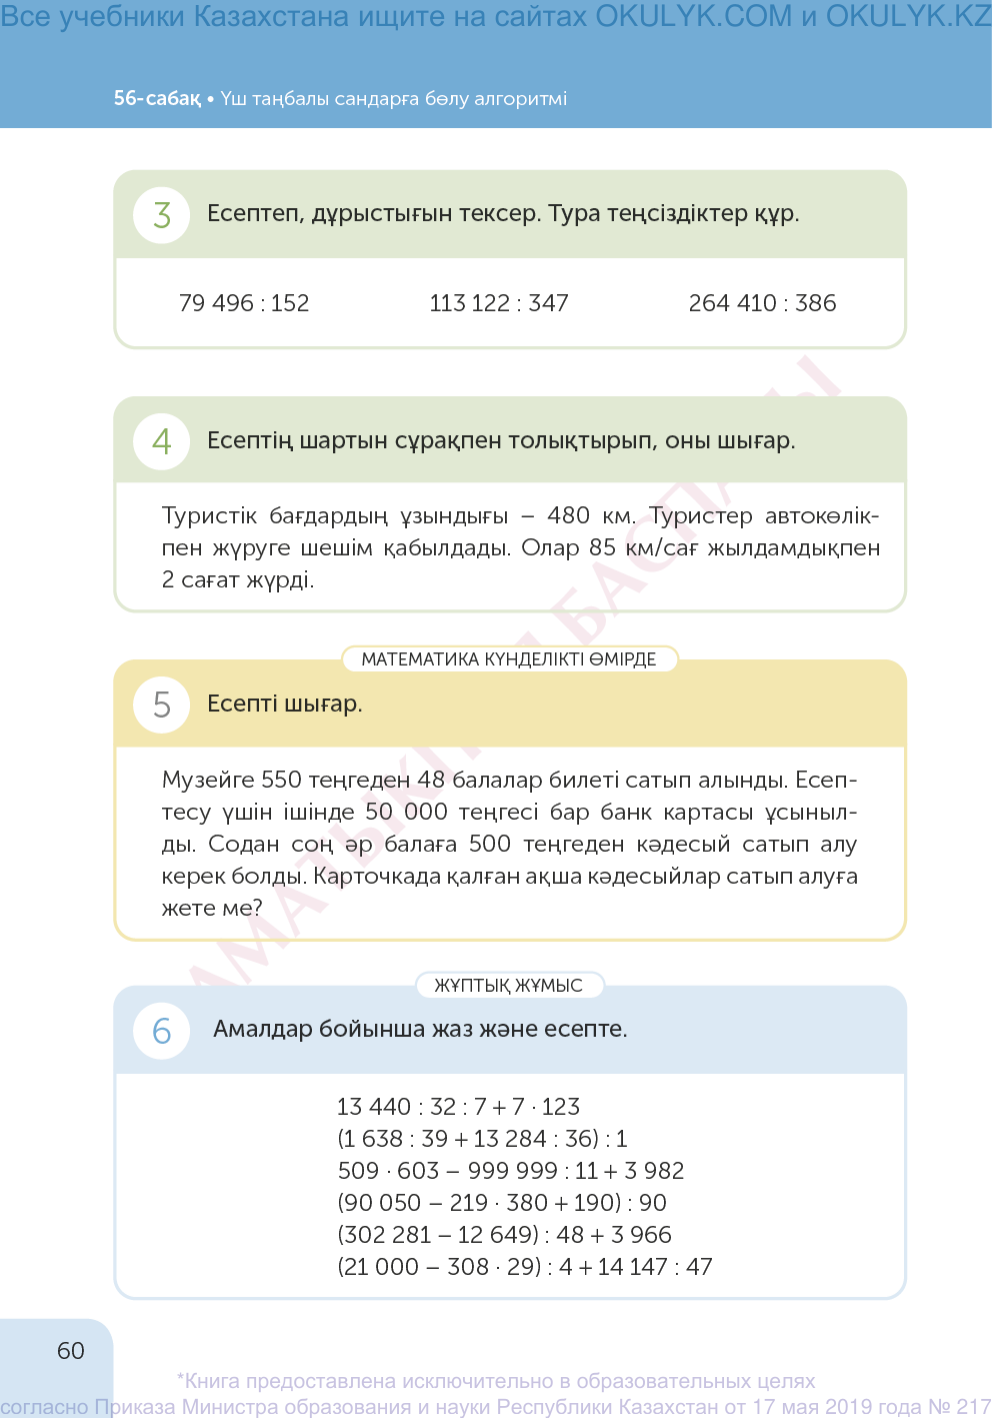 Все учебники Казахстана ищите на сайтах OKULYK.COM и OKULYK.KZ
56-сабақ • Үш таңбалы сандарға бөлу алгоритмі
3 Есептеп, дұрыстығын тексер. Тура теңсіздіктер құр.
79 496 : 152 113 122 : 347 264 410 : 386
4 Есептің шартын сұрақпен толықтырып, оны шығар.
Туристік бағдардың ұзындығы – 480 км. Туристер автокөлік-
пен жүруге шешім қабылдады. Олар 85 км/сағ жылдамдықпен
2 сағат жүрді.
МАТЕМАТИКА КҮНДЕЛІКТІ ӨМІРДЕ
5 Есепті шығар.
Музейге 550 теңгеден 48 балалар билеті сатып алынды. Есеп-
тесу үшін ішінде 50 000 теңгесі бар банк картасы ұсыныл-
ды. Содан соң әр балаға 500 теңгеден кәдесый сатып алу
керек болды. Карточкада қалған ақша кәдесыйлар сатып алуға
жете ме?
ЖҰПТЫҚ ЖҰМЫС
6 Амалдар бойынша жаз және есепте.
13 440 : 32 : 7 + 7 · 123
(1 638 : 39 + 13 284 : 36) : 1
509 · 603 – 999 999 : 11 + 3 982
(90 050 – 219 · 380 + 190) : 90
(302 281 – 12 649) : 48 + 3 966
(21 000 – 308 · 29) : 4 + 14 147 : 47
60
*Книга предоставлена исключительно в образовательных целях
согласно Приказа Министра образования и науки Республики Казахстан от 17 мая 2019 года № 217